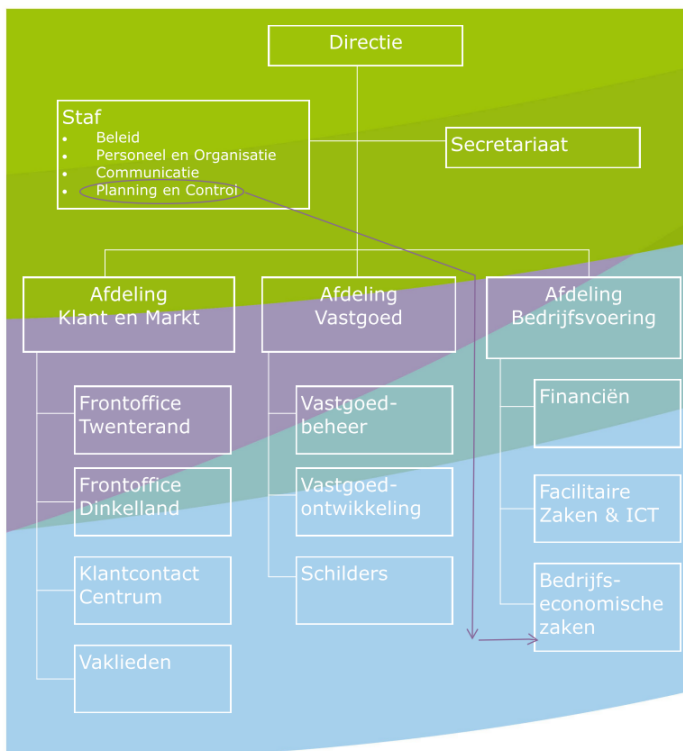 Directie
Staf
• Beleid
• Personeel en Organisatie
• Communicatie
• Planning en Control
Secretariaat
Afdeling
Klant en Markt
Afdeling
Vastgoed
Afdeling
Bedrijfsvoering
Frontoffice
Twenterand
Frontoffice
Dinkelland
Klantcontact
Centrum
Vaklieden
Vastgoed-
beheer
Vastgoed-
ontwikkeling
Schilders
Financiën
Facilitaire
Zaken & ICT
Bedrijfs-
economische
zaken